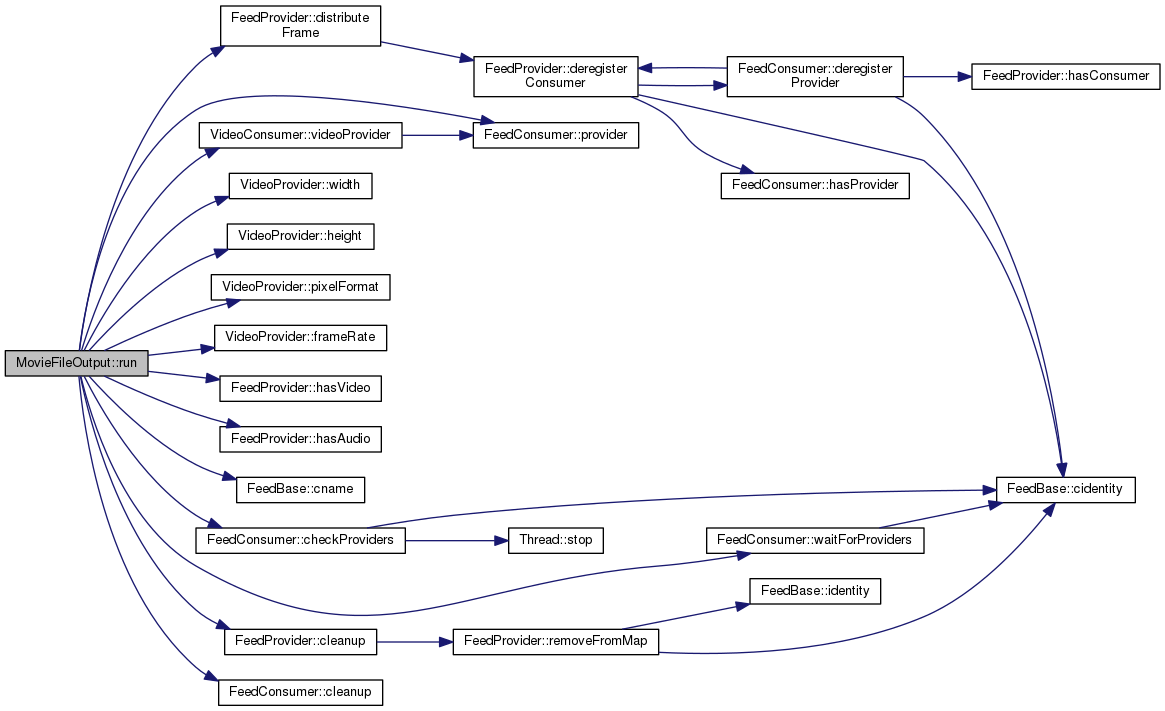 FeedProvider::distribute
Frame
FeedProvider::deregister
Consumer
FeedConsumer::deregister
Provider
FeedProvider::hasConsumer
VideoConsumer::videoProvider
FeedConsumer::provider
VideoProvider::width
FeedConsumer::hasProvider
VideoProvider::height
VideoProvider::pixelFormat
VideoProvider::frameRate
MovieFileOutput::run
FeedProvider::hasVideo
FeedProvider::hasAudio
FeedBase::cname
FeedBase::cidentity
FeedConsumer::checkProviders
Thread::stop
FeedConsumer::waitForProviders
FeedBase::identity
FeedProvider::cleanup
FeedProvider::removeFromMap
FeedConsumer::cleanup